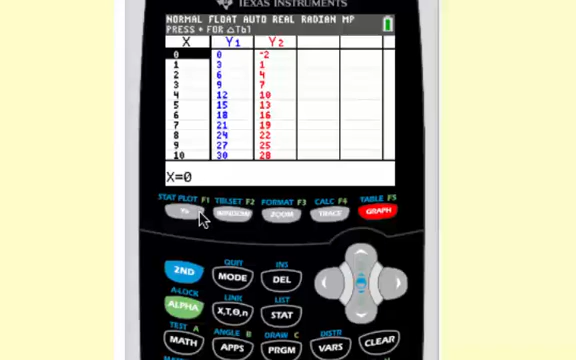 TEXAS INSTRUMENTS
NORMAL FLOAT AUTO REAL RADIAN MP
PRESS + FOR △Tbl
X Y1 Y2
0 0 -2
1 3 1
2 6 4
3 9 7
4 12 10
5 15 13
6 18 16
7 21 19
8 24 22
9 27 25
10 30 28
X=0
STAT PLOT F1 TBLSET F2 FORMAT F3 CALC F4 TABLE F5
Y= WINDOW ZOOM TRACE GRAPH
QUIT INS
2ND MODE DEL
A-LOCK LINK LIST
ALPHA X,T,θ,n STAT
TEST A ANGLE B DRAW C DISTR
MATH APPS PRGM VARS CLEAR